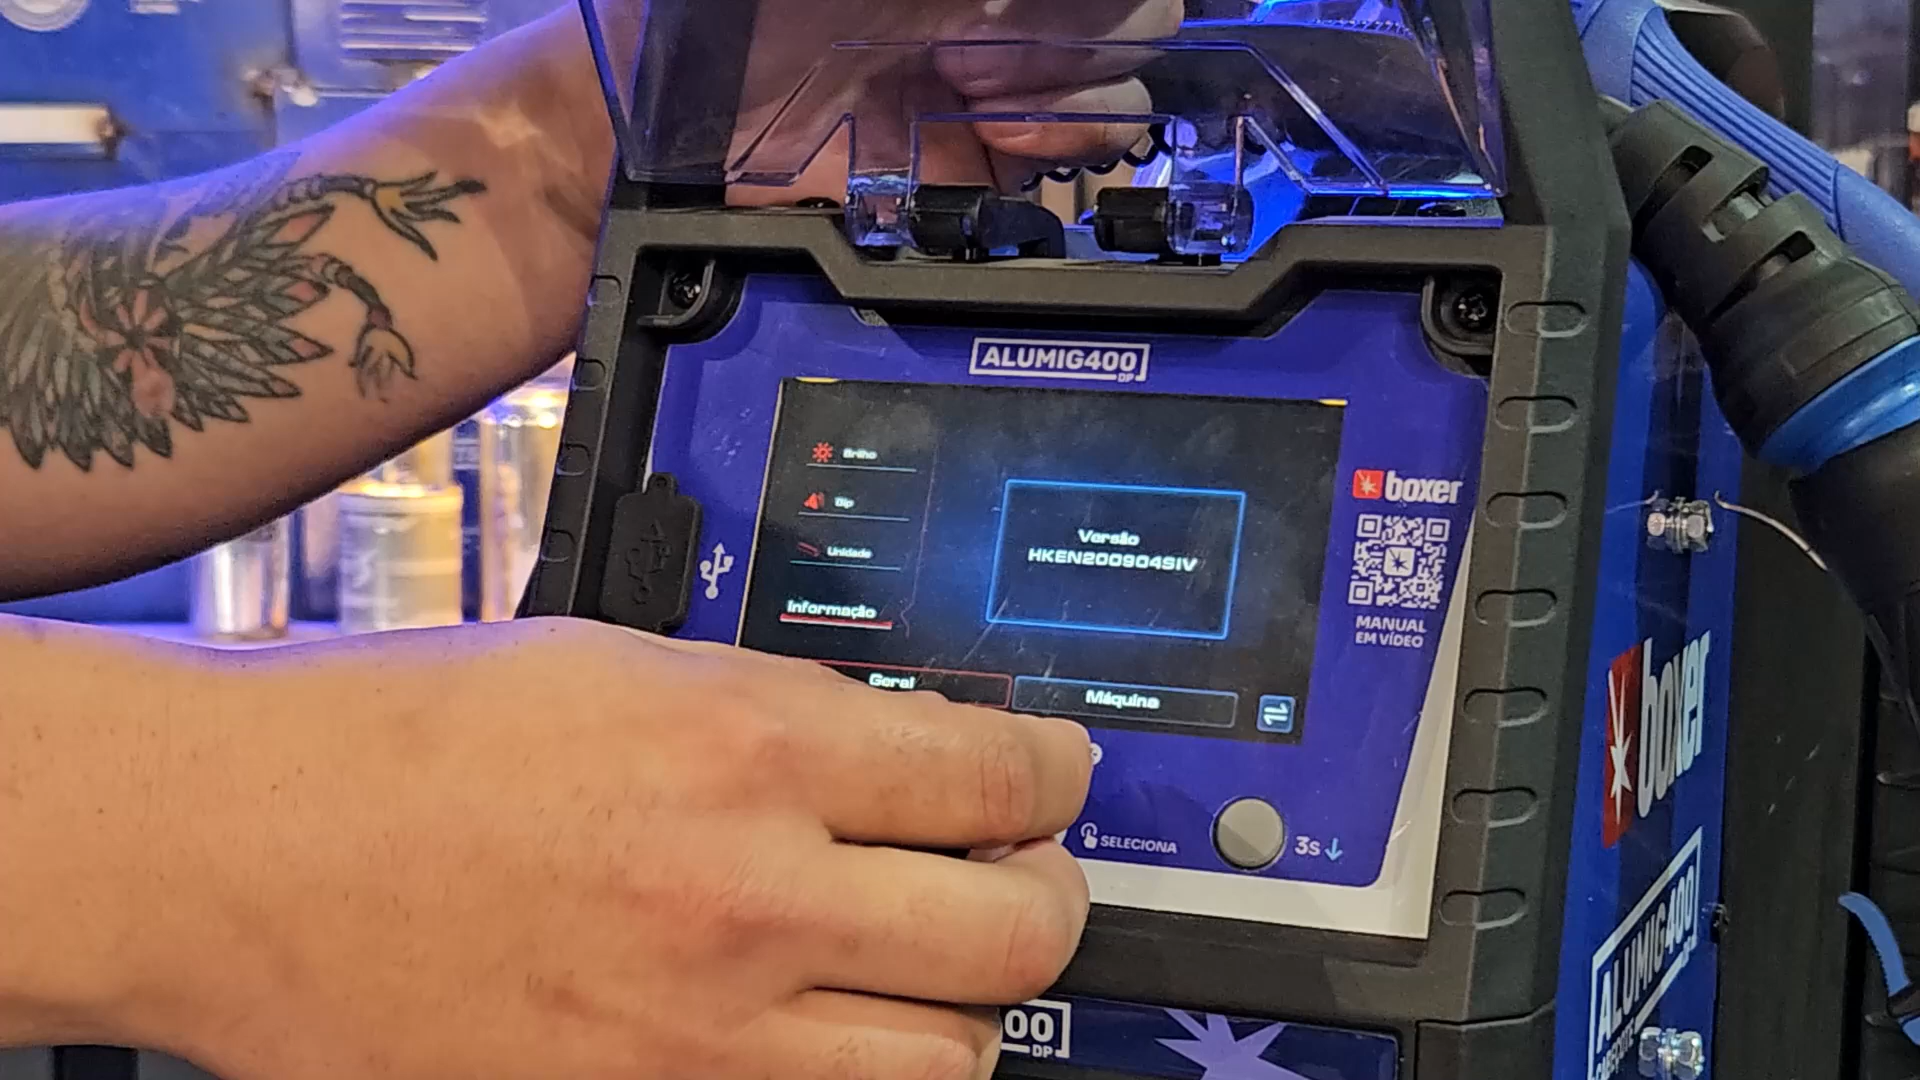 ALUMIG400
DP
Brilho
Bip
Unidade
Informação
Versão
HKEN200904SIV
Geral
Máquina
boxer
MANUAL
EM VÍDEO
SELECIONA
3s
boxer
ALUMIG400
CABEÇOTE
00
DP